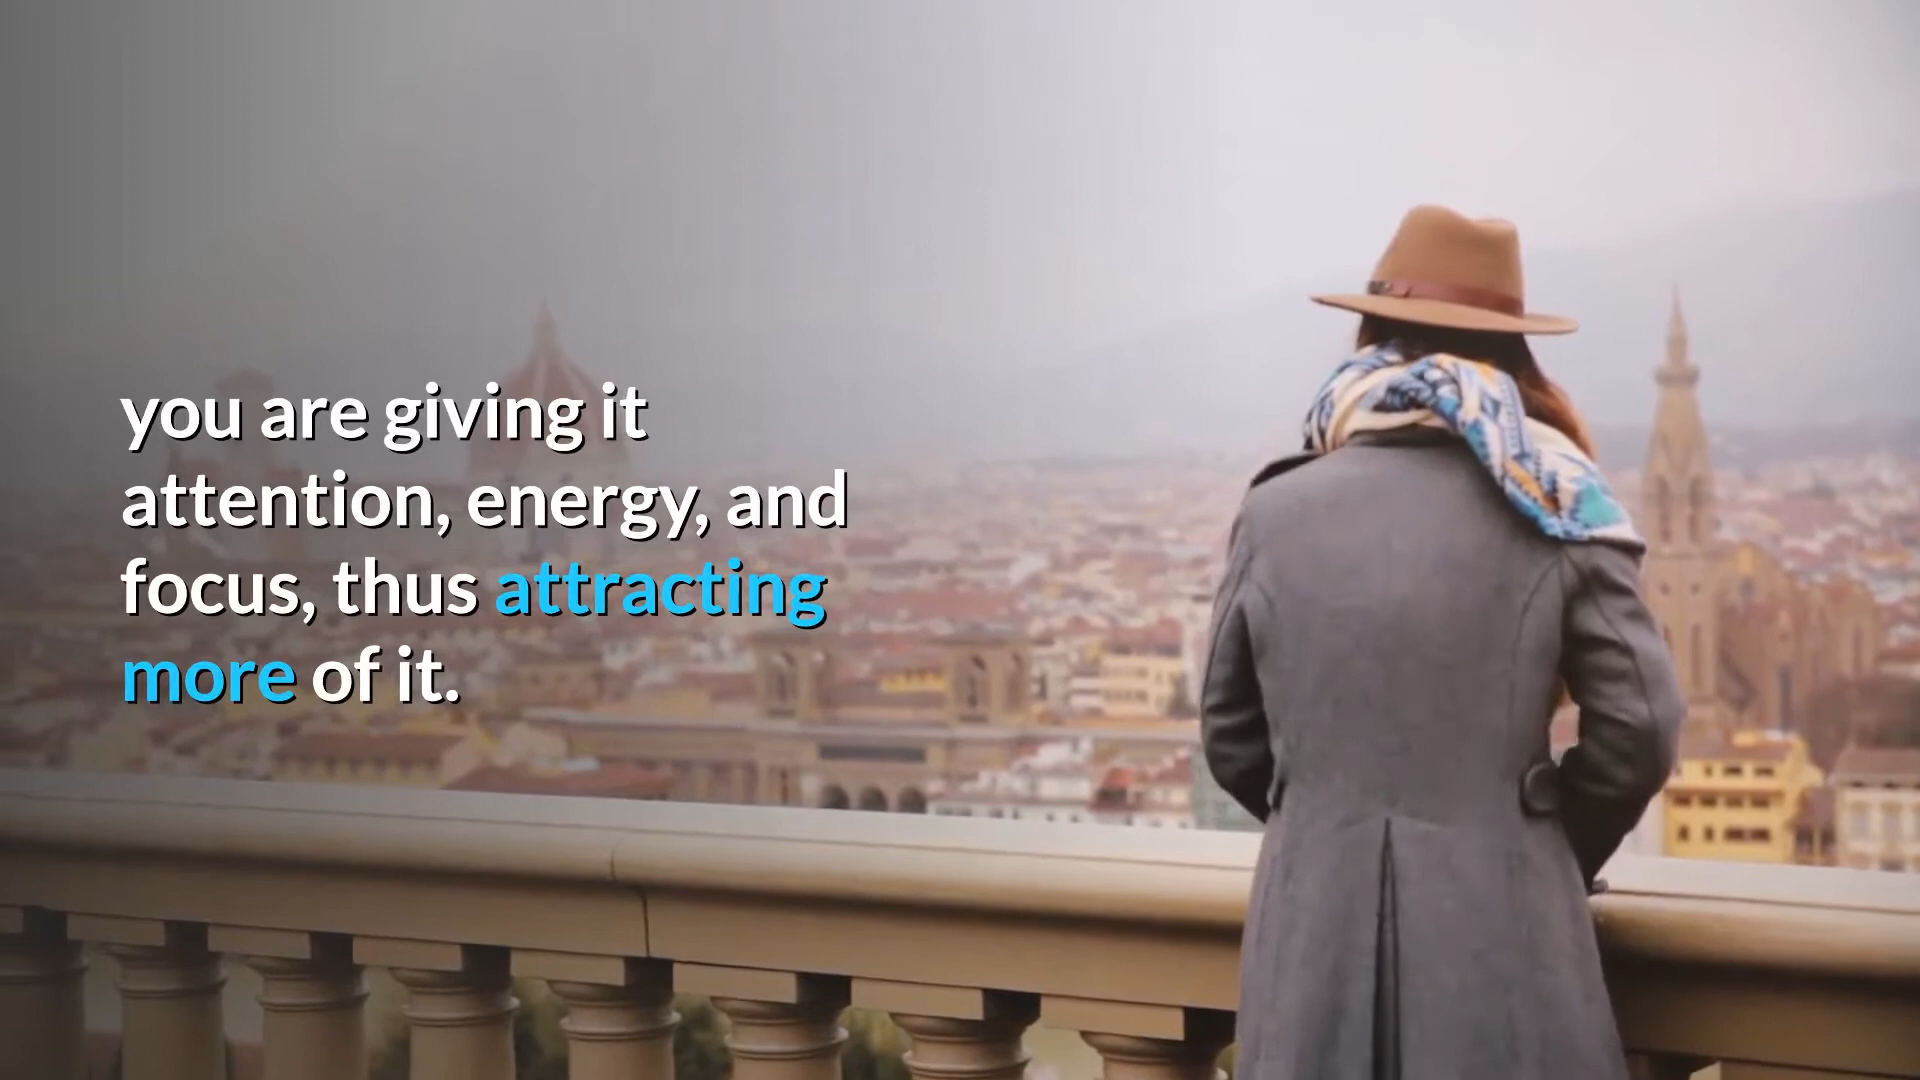 you are giving it
attention, energy, and
focus, thus attracting
more of it.